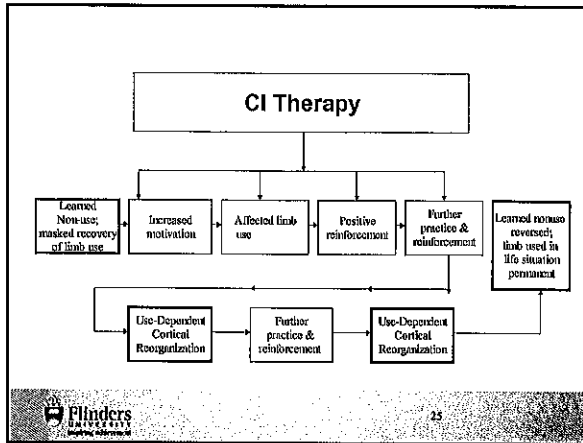 CI Therapy
Learned
Non-use;
masked recovery
of limb use
Increased
motivation
Affected limb
use
Positive
reinforcement
Further
practice &
reinforcement
Learned nonuse
reversed;
limb used in
life situation
permanent
Use-Dependent
Cortical
Reorganization
Further
practice &
reinforcement
Use-Dependent
Cortical
Reorganization
Flinders
UNIVERSITY
25